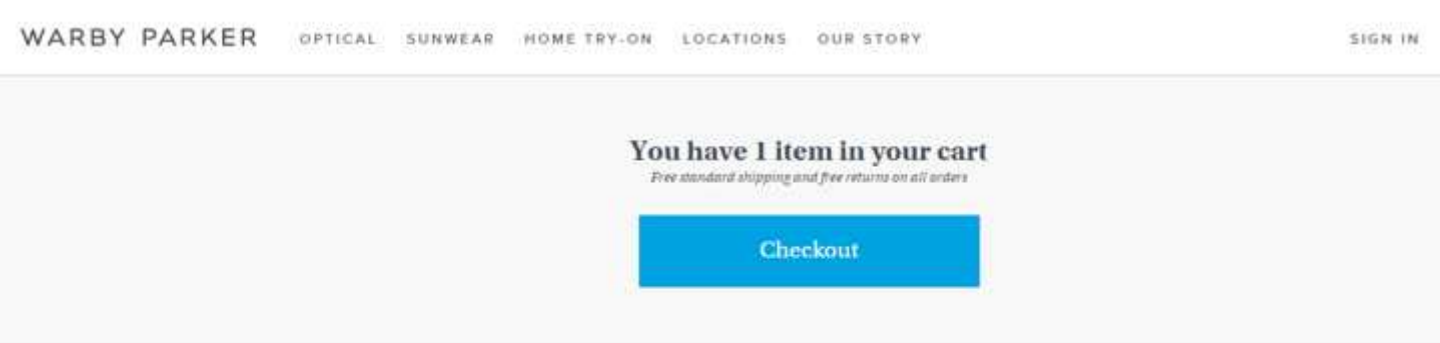 WARBY PARKER OPTICAL SUNWEAR HOME TRY-ON LOCATIONS OUR STORY SIGN IN
You have 1 item in your cart
Free standard shipping and free returns on all orders
Checkout